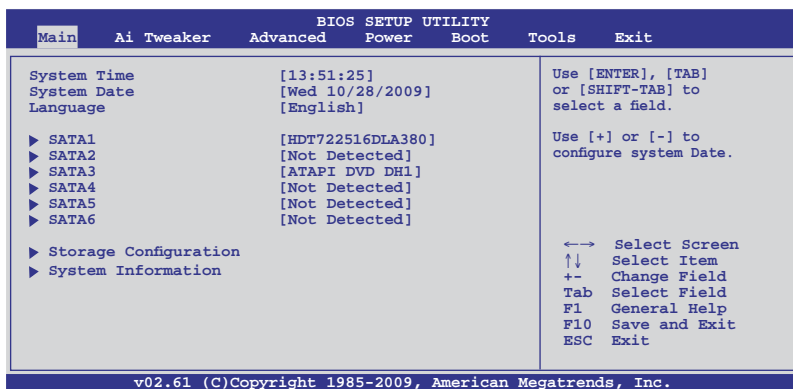 BIOS SETUP UTILITY
Main Ai Tweaker Advanced Power Boot Tools Exit
System Time [13:51:25]
System Date [Wed 10/28/2009]
Language [English]
▶ SATA1 [HDT722516DLA380]
▶ SATA2 [Not Detected]
▶ SATA3 [ATAPI DVD DH1]
▶ SATA4 [Not Detected]
▶ SATA5 [Not Detected]
▶ SATA6 [Not Detected]
▶ Storage Configuration
▶ System Information
Use [ENTER], [TAB]
or [SHIFT-TAB] to
select a field.
Use [+] or [-] to
configure system Date.
←→ Select Screen
↑↓ Select Item
+- Change Field
Tab Select Field
F1 General Help
F10 Save and Exit
ESC Exit
v02.61 (C)Copyright 1985-2009, American Megatrends, Inc.